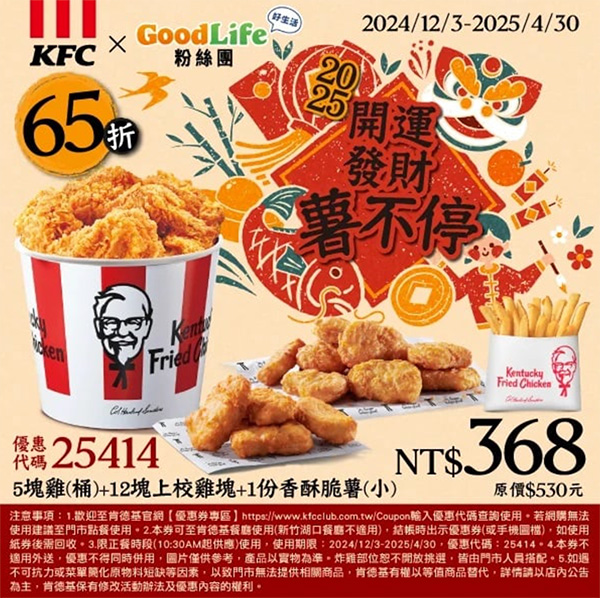 KFC × GoodLife 好生活
粉絲團
2024/12/3-2025/4/30
65折
2025
開運
發財
薯不停
Kentucky
Fried Chicken
Kentucky
Fried Chicken
優惠
代碼 25414
NT$368
5塊雞(桶)+12塊上校雞塊+1份香酥脆薯(小)
原價$530元
注意事項：1.歡迎至肯德基官網【優惠券專區】https://www.kfcclub.com.tw/Coupon輸入優惠代碼查詢使用。若網購無法
使用建議至門市點餐使用。2.本券可至肯德基餐廳使用(新竹湖口餐廳不適用)，結帳時出示優惠券(或手機圖檔)，如使用
紙券後需回收。3.限正餐時段(10:30AM起供應)使用，使用期限：2024/12/3-2025/4/30。優惠代碼：25414。4.本券不
適用外送，優惠不得同時併用，圖片僅供參考，產品以實物為準。炸雞部位恕不開放挑選，皆由門市人員搭配。5.如遇
不可抗力或菜單簡化原物料短缺等因素，以致門市無法提供相關商品，肯德基有權以等值商品替代，詳情請以店內公告
為主，肯德基保有修改活動辦法及優惠內容的權利。